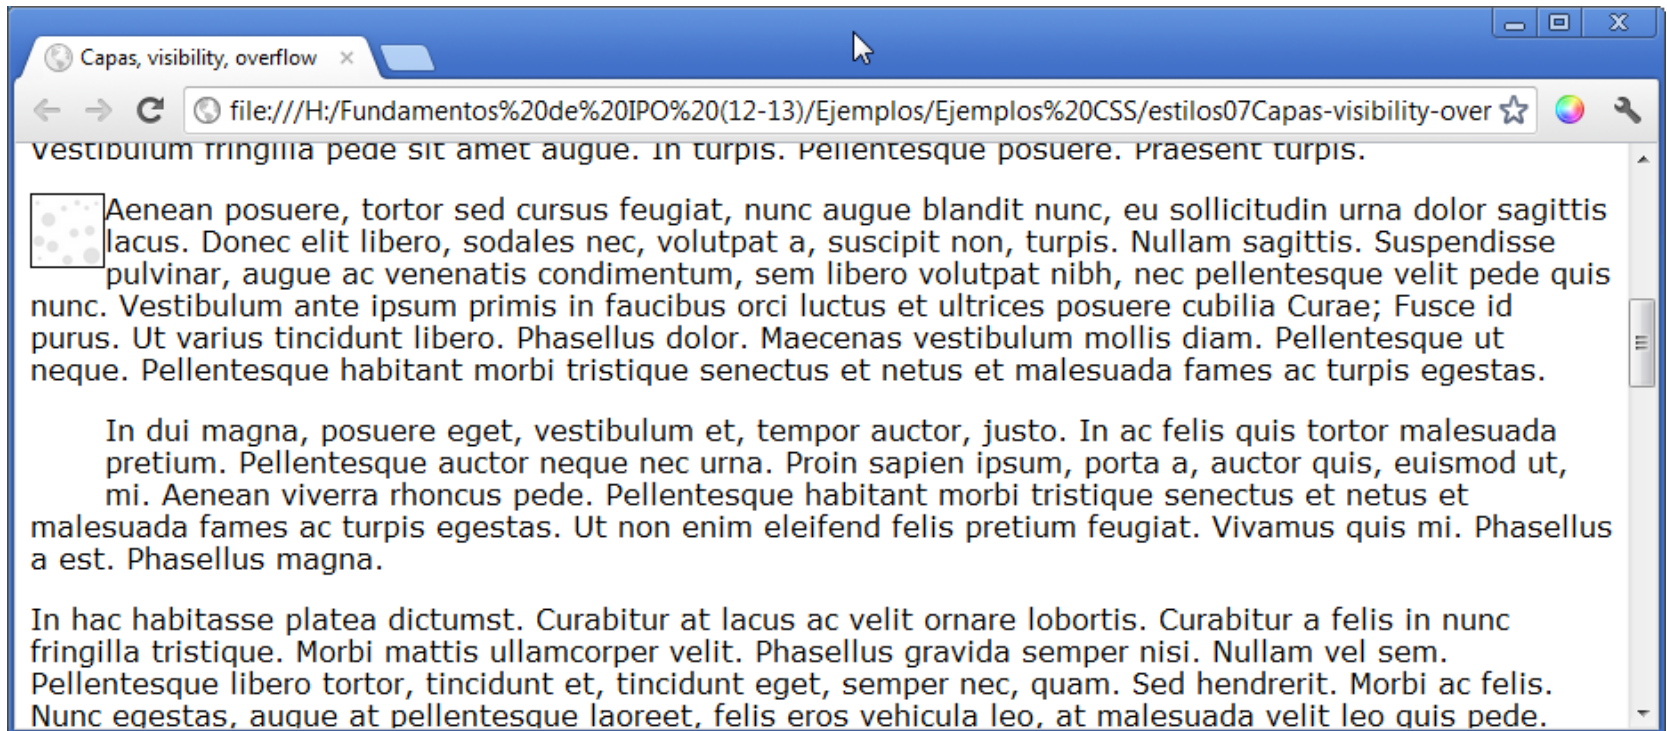 Capas, visibility, overflow
file:///H:/Fundamentos%20de%20IPO%20(12-13)/Ejemplos/Ejemplos%20CSS/estilos07Capas-visibility-over
Vestibulum fringilla pede sit amet augue. In turpis. Pellentesque posuere. Praesent turpis.
Aenean posuere, tortor sed cursus feugiat, nunc augue blandit nunc, eu sollicitudin urna dolor sagittis
lacus. Donec elit libero, sodales nec, volutpat a, suscipit non, turpis. Nullam sagittis. Suspendisse
pulvinar, augue ac venenatis condimentum, sem libero volutpat nibh, nec pellentesque velit pede quis
nunc. Vestibulum ante ipsum primis in faucibus orci luctus et ultrices posuere cubilia Curae; Fusce id
purus. Ut varius tincidunt libero. Phasellus dolor. Maecenas vestibulum mollis diam. Pellentesque ut
neque. Pellentesque habitant morbi tristique senectus et netus et malesuada fames ac turpis egestas.
In dui magna, posuere eget, vestibulum et, tempor auctor, justo. In ac felis quis tortor malesuada
pretium. Pellentesque auctor neque nec urna. Proin sapien ipsum, porta a, auctor quis, euismod ut,
mi. Aenean viverra rhoncus pede. Pellentesque habitant morbi tristique senectus et netus et
malesuada fames ac turpis egestas. Ut non enim eleifend felis pretium feugiat. Vivamus quis mi. Phasellus
a est. Phasellus magna.
In hac habitasse platea dictumst. Curabitur at lacus ac velit ornare lobortis. Curabitur a felis in nunc
fringilla tristique. Morbi mattis ullamcorper velit. Phasellus gravida semper nisi. Nullam vel sem.
Pellentesque libero tortor, tincidunt et, tincidunt eget, semper nec, quam. Sed hendrerit. Morbi ac felis.
Nunc egestas, augue at pellentesque laoreet, felis eros vehicula leo, at malesuada velit leo quis pede.